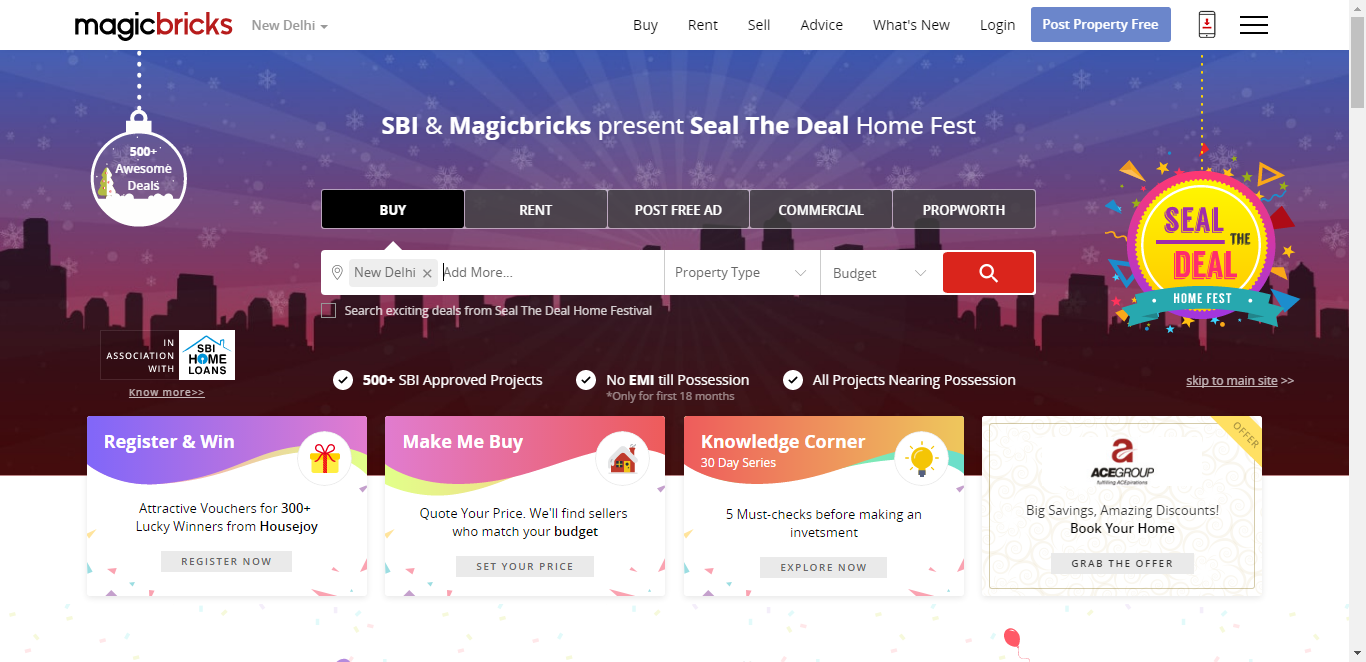 magicbricks
New Delhi
Buy
Rent
Sell
Advice
What's New
Login
Post Property Free
500+
Awesome
Deals
SBI & Magicbricks present Seal The Deal Home Fest
BUY
RENT
POST FREE AD
COMMERCIAL
PROPWORTH
New Delhi ×
Add More...
Property Type
Budget
Search exciting deals from Seal The Deal Home Festival
SEAL
THE
DEAL
HOME FEST
IN
ASSOCIATION
WITH
SBI
HOME
LOANS
Know more>>
500+ SBI Approved Projects
No EMI till Possession
*Only for first 18 months
All Projects Nearing Possession
skip to main site >>
Register & Win
Attractive Vouchers for 300+
Lucky Winners from Housejoy
REGISTER NOW
Make Me Buy
Quote Your Price. We'll find sellers
who match your budget
SET YOUR PRICE
Knowledge Corner
30 Day Series
5 Must-checks before making an
invetsment
EXPLORE NOW
OFFER
a
ACEGROUP
fulfilling ACEpirations
Big Savings, Amazing Discounts!
Book Your Home
GRAB THE OFFER